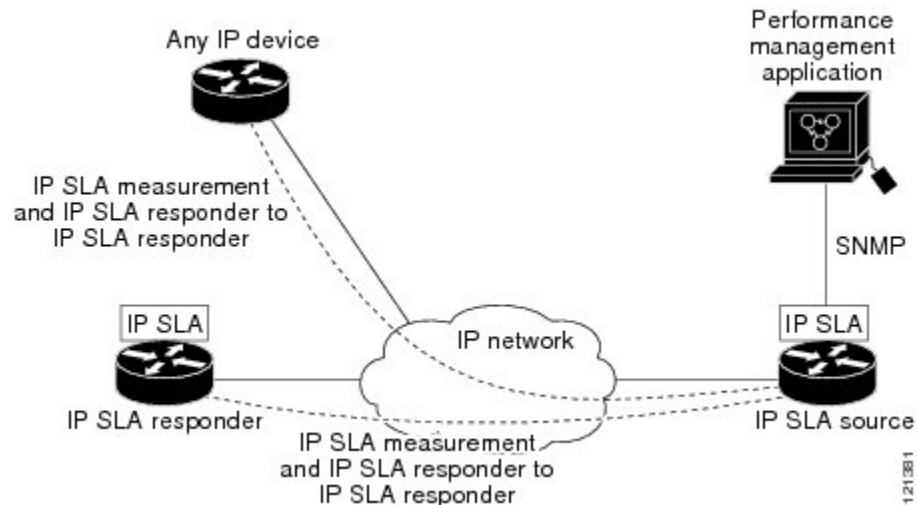 Any IP device
Performance
management
application
IP SLA measurement
and IP SLA responder to
IP SLA responder
SNMP
IP SLA
IP network
IP SLA
IP SLA responder
IP SLA source
IP SLA measurement
and IP SLA responder to
IP SLA responder
121381